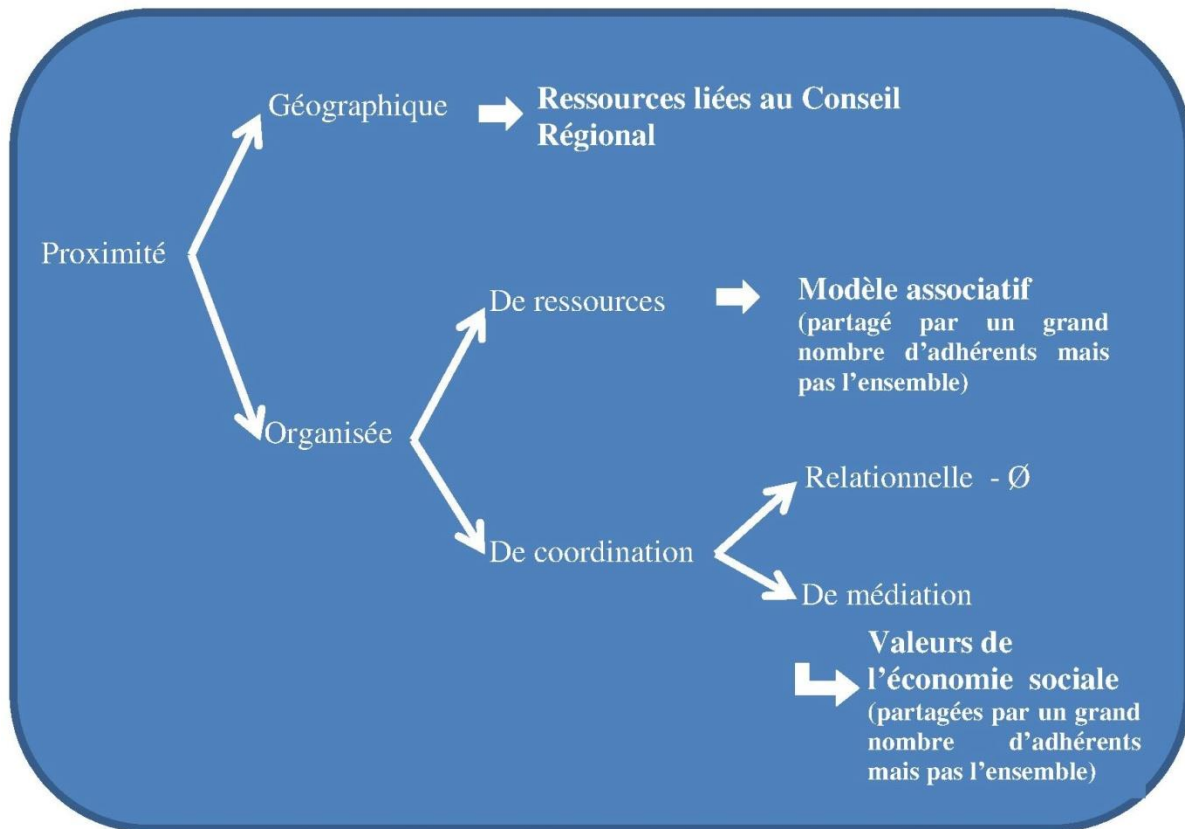 Géographique
Ressources liées au Conseil
Régional
Proximité
De ressources
Modèle associatif
(partagé par un grand
nombre d'adhérents mais
pas l'ensemble)
Organisée
Relationnelle - Ø
De coordination
De médiation
Valeurs de
l'économie sociale
(partagées par un grand
nombre d'adhérents
mais pas l'ensemble)